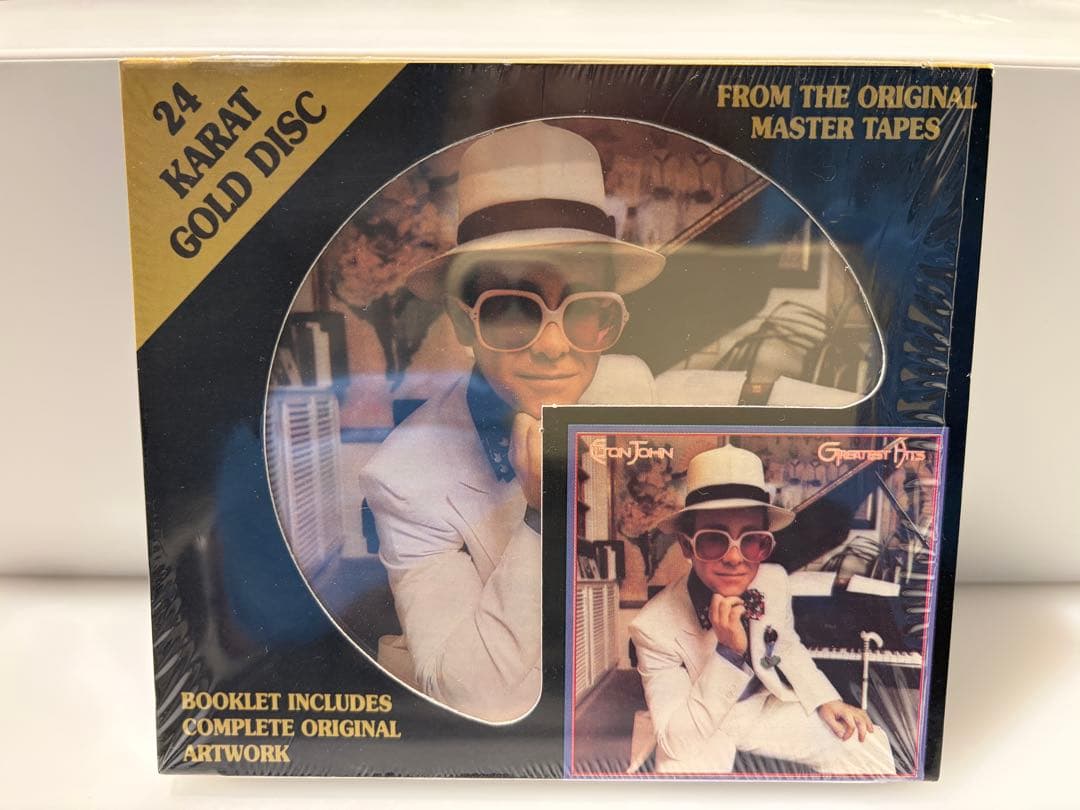 24
KARAT
GOLD DISC
FROM THE ORIGINAL
MASTER TAPES
ELTON JOHN
GREATEST HITS
BOOKLET INCLUDES
COMPLETE ORIGINAL
ARTWORK